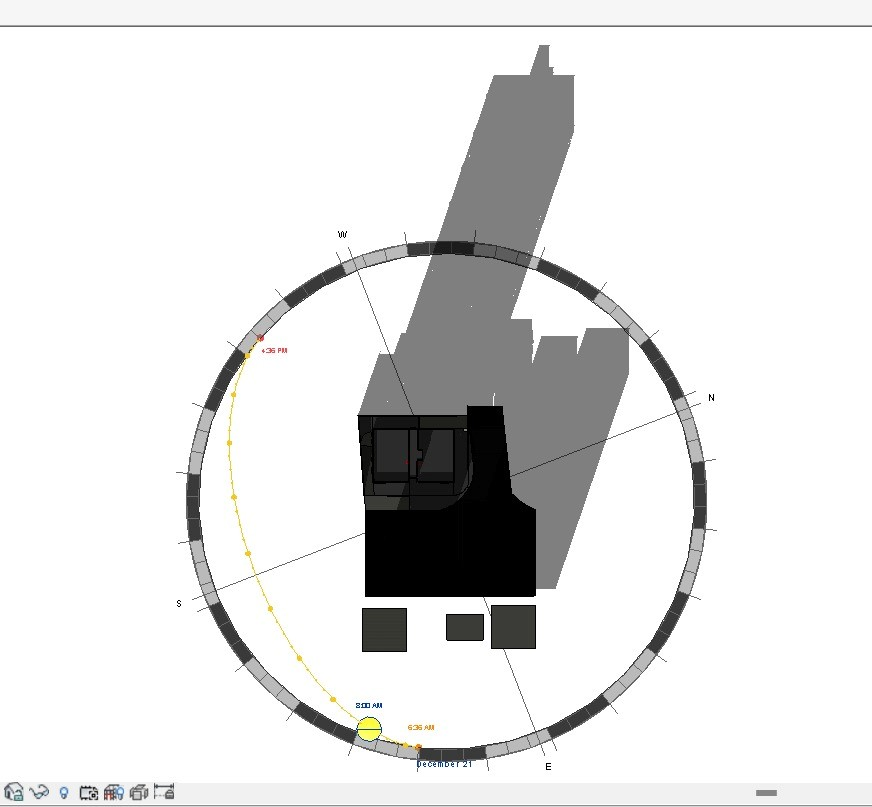 W
4:36 PM
N
S
8:00 AM
6:36 AM
December 21
E